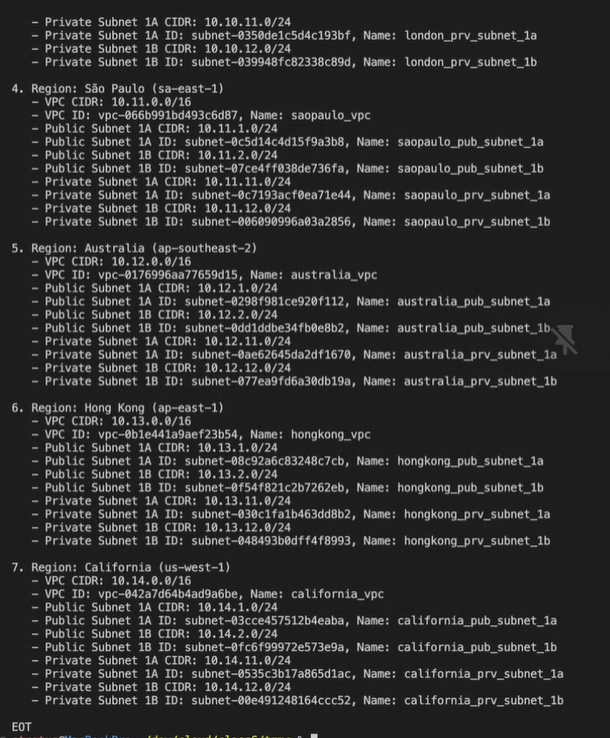 – Private Subnet 1A CIDR: 10.10.11.0/24
– Private Subnet 1A ID: subnet-0350de1c5d4c193bf, Name: london_prv_subnet_1a
– Private Subnet 1B CIDR: 10.10.12.0/24
– Private Subnet 1B ID: subnet-039948fc82338c89d, Name: london_prv_subnet_1b
4. Region: São Paulo (sa-east-1)
– VPC CIDR: 10.11.0.0/16
– VPC ID: vpc-066b991bd493c6d87, Name: saopaulo_vpc
– Public Subnet 1A CIDR: 10.11.1.0/24
– Public Subnet 1A ID: subnet-0c5d14c4d15f9a3b8, Name: saopaulo_pub_subnet_1a
– Public Subnet 1B CIDR: 10.11.2.0/24
– Public Subnet 1B ID: subnet-07ce4ff038de736fa, Name: saopaulo_pub_subnet_1b
– Private Subnet 1A CIDR: 10.11.11.0/24
– Private Subnet 1A ID: subnet-0c7193acf0ea71e44, Name: saopaulo_prv_subnet_1a
– Private Subnet 1B CIDR: 10.11.12.0/24
– Private Subnet 1B ID: subnet-006090996a03a2856, Name: saopaulo_prv_subnet_1b
5. Region: Australia (ap-southeast-2)
– VPC CIDR: 10.12.0.0/16
– VPC ID: vpc-0176996aa77659d15, Name: australia_vpc
– Public Subnet 1A CIDR: 10.12.1.0/24
– Public Subnet 1A ID: subnet-0298f981ce920f112, Name: australia_pub_subnet_1a
– Public Subnet 1B CIDR: 10.12.2.0/24
– Public Subnet 1B ID: subnet-0dd1ddbe34fb0e8b2, Name: australia_pub_subnet_1b
– Private Subnet 1A CIDR: 10.12.11.0/24
– Private Subnet 1A ID: subnet-0ae62645da2df1670, Name: australia_prv_subnet_1a
– Private Subnet 1B CIDR: 10.12.12.0/24
– Private Subnet 1B ID: subnet-077ea9fd6a30db19a, Name: australia_prv_subnet_1b
6. Region: Hong Kong (ap-east-1)
– VPC CIDR: 10.13.0.0/16
– VPC ID: vpc-0b1e441a9aef23b54, Name: hongkong_vpc
– Public Subnet 1A CIDR: 10.13.1.0/24
– Public Subnet 1A ID: subnet-08c92a6c83248c7cb, Name: hongkong_pub_subnet_1a
– Public Subnet 1B CIDR: 10.13.2.0/24
– Public Subnet 1B ID: subnet-0f54f821c2b7262eb, Name: hongkong_pub_subnet_1b
– Private Subnet 1A CIDR: 10.13.11.0/24
– Private Subnet 1A ID: subnet-030c1fa1b463dd8b2, Name: hongkong_prv_subnet_1a
– Private Subnet 1B CIDR: 10.13.12.0/24
– Private Subnet 1B ID: subnet-048493b0dff4f8993, Name: hongkong_prv_subnet_1b
7. Region: California (us-west-1)
– VPC CIDR: 10.14.0.0/16
– VPC ID: vpc-042a7d64b4ad9a6be, Name: california_vpc
– Public Subnet 1A CIDR: 10.14.1.0/24
– Public Subnet 1A ID: subnet-03cce457512b4eaba, Name: california_pub_subnet_1a
– Public Subnet 1B CIDR: 10.14.2.0/24
– Public Subnet 1B ID: subnet-0fc6f99972e573e9a, Name: california_pub_subnet_1b
– Private Subnet 1A CIDR: 10.14.11.0/24
– Private Subnet 1A ID: subnet-0535c3b17a865d1ac, Name: california_prv_subnet_1a
– Private Subnet 1B CIDR: 10.14.12.0/24
– Private Subnet 1B ID: subnet-00e491248164ccc52, Name: california_prv_subnet_1b
EOT